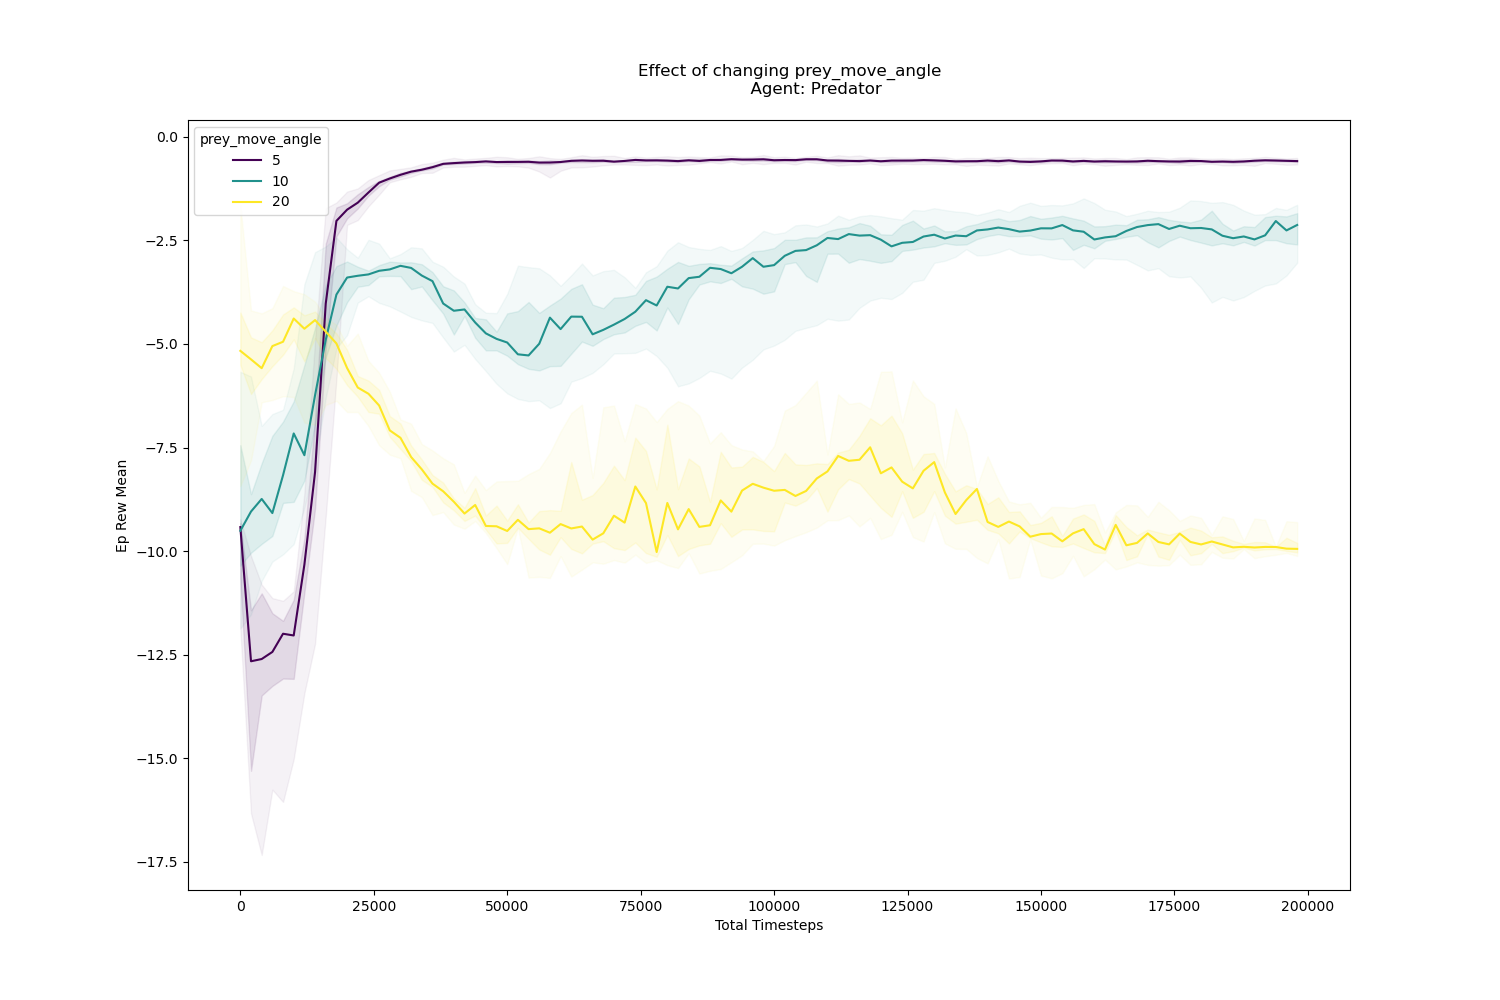 Effect of changing prey_move_angle
Agent: Predator
prey_move_angle
5
10
20
0.0
−2.5
−5.0
−7.5
−10.0
−12.5
−15.0
−17.5
Ep Rew Mean
0 25000 50000 75000 100000 125000 150000 175000 200000
Total Timesteps